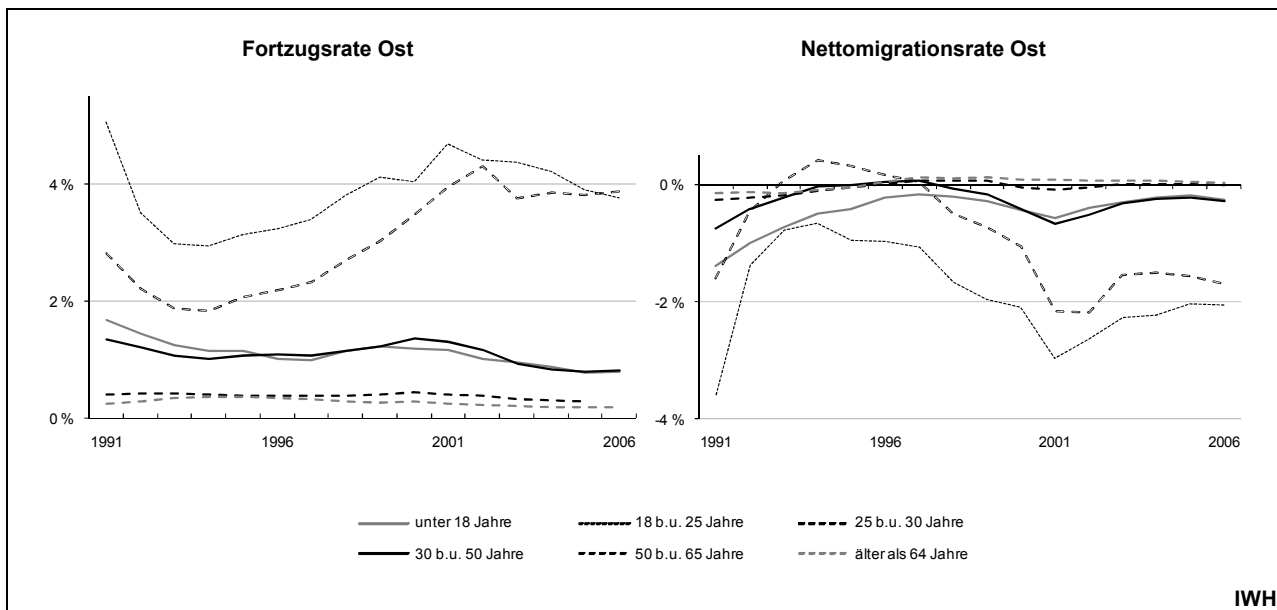 Fortzugsrate Ost
4 %
2 %
0 %
1991 1996 2001 2006
Nettomigrationsrate Ost
0 %
-2 %
-4 %
1991 1996 2001 2006
unter 18 Jahre 18 b.u. 25 Jahre 25 b.u. 30 Jahre
30 b.u. 50 Jahre 50 b.u. 65 Jahre älter als 64 Jahre
IWH